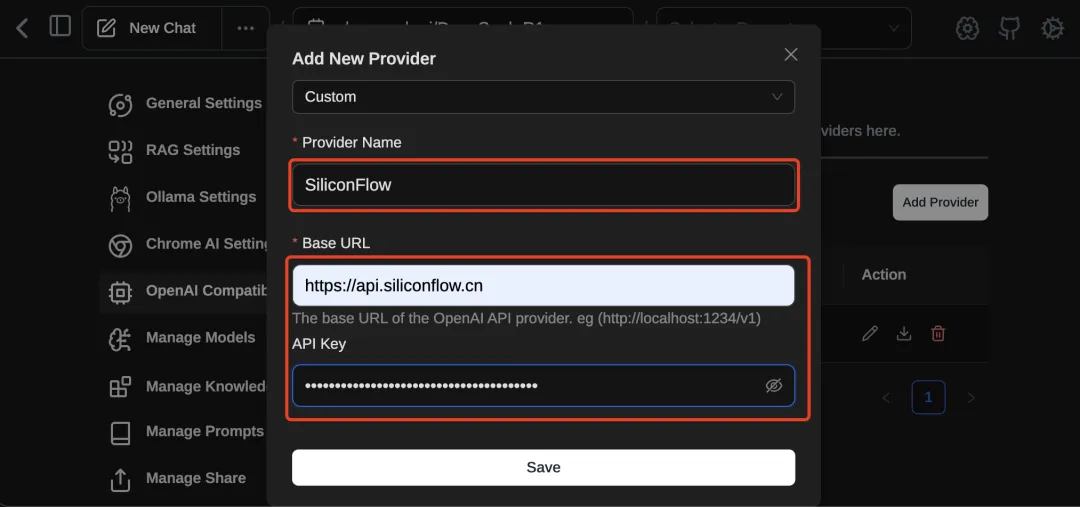 New Chat
Add New Provider
Custom
* Provider Name
SiliconFlow
* Base URL
https://api.siliconflow.cn
The base URL of the OpenAI API provider. eg (http://localhost:1234/v1)
API Key
••••••••••••••••••••••••••••••••••••••••
Save
General Settings
RAG Settings
Ollama Settings
Chrome AI Setting
OpenAI Compatib
Manage Models
Manage Knowled
Manage Prompts
Manage Share
viders here.
Add Provider
Action
1